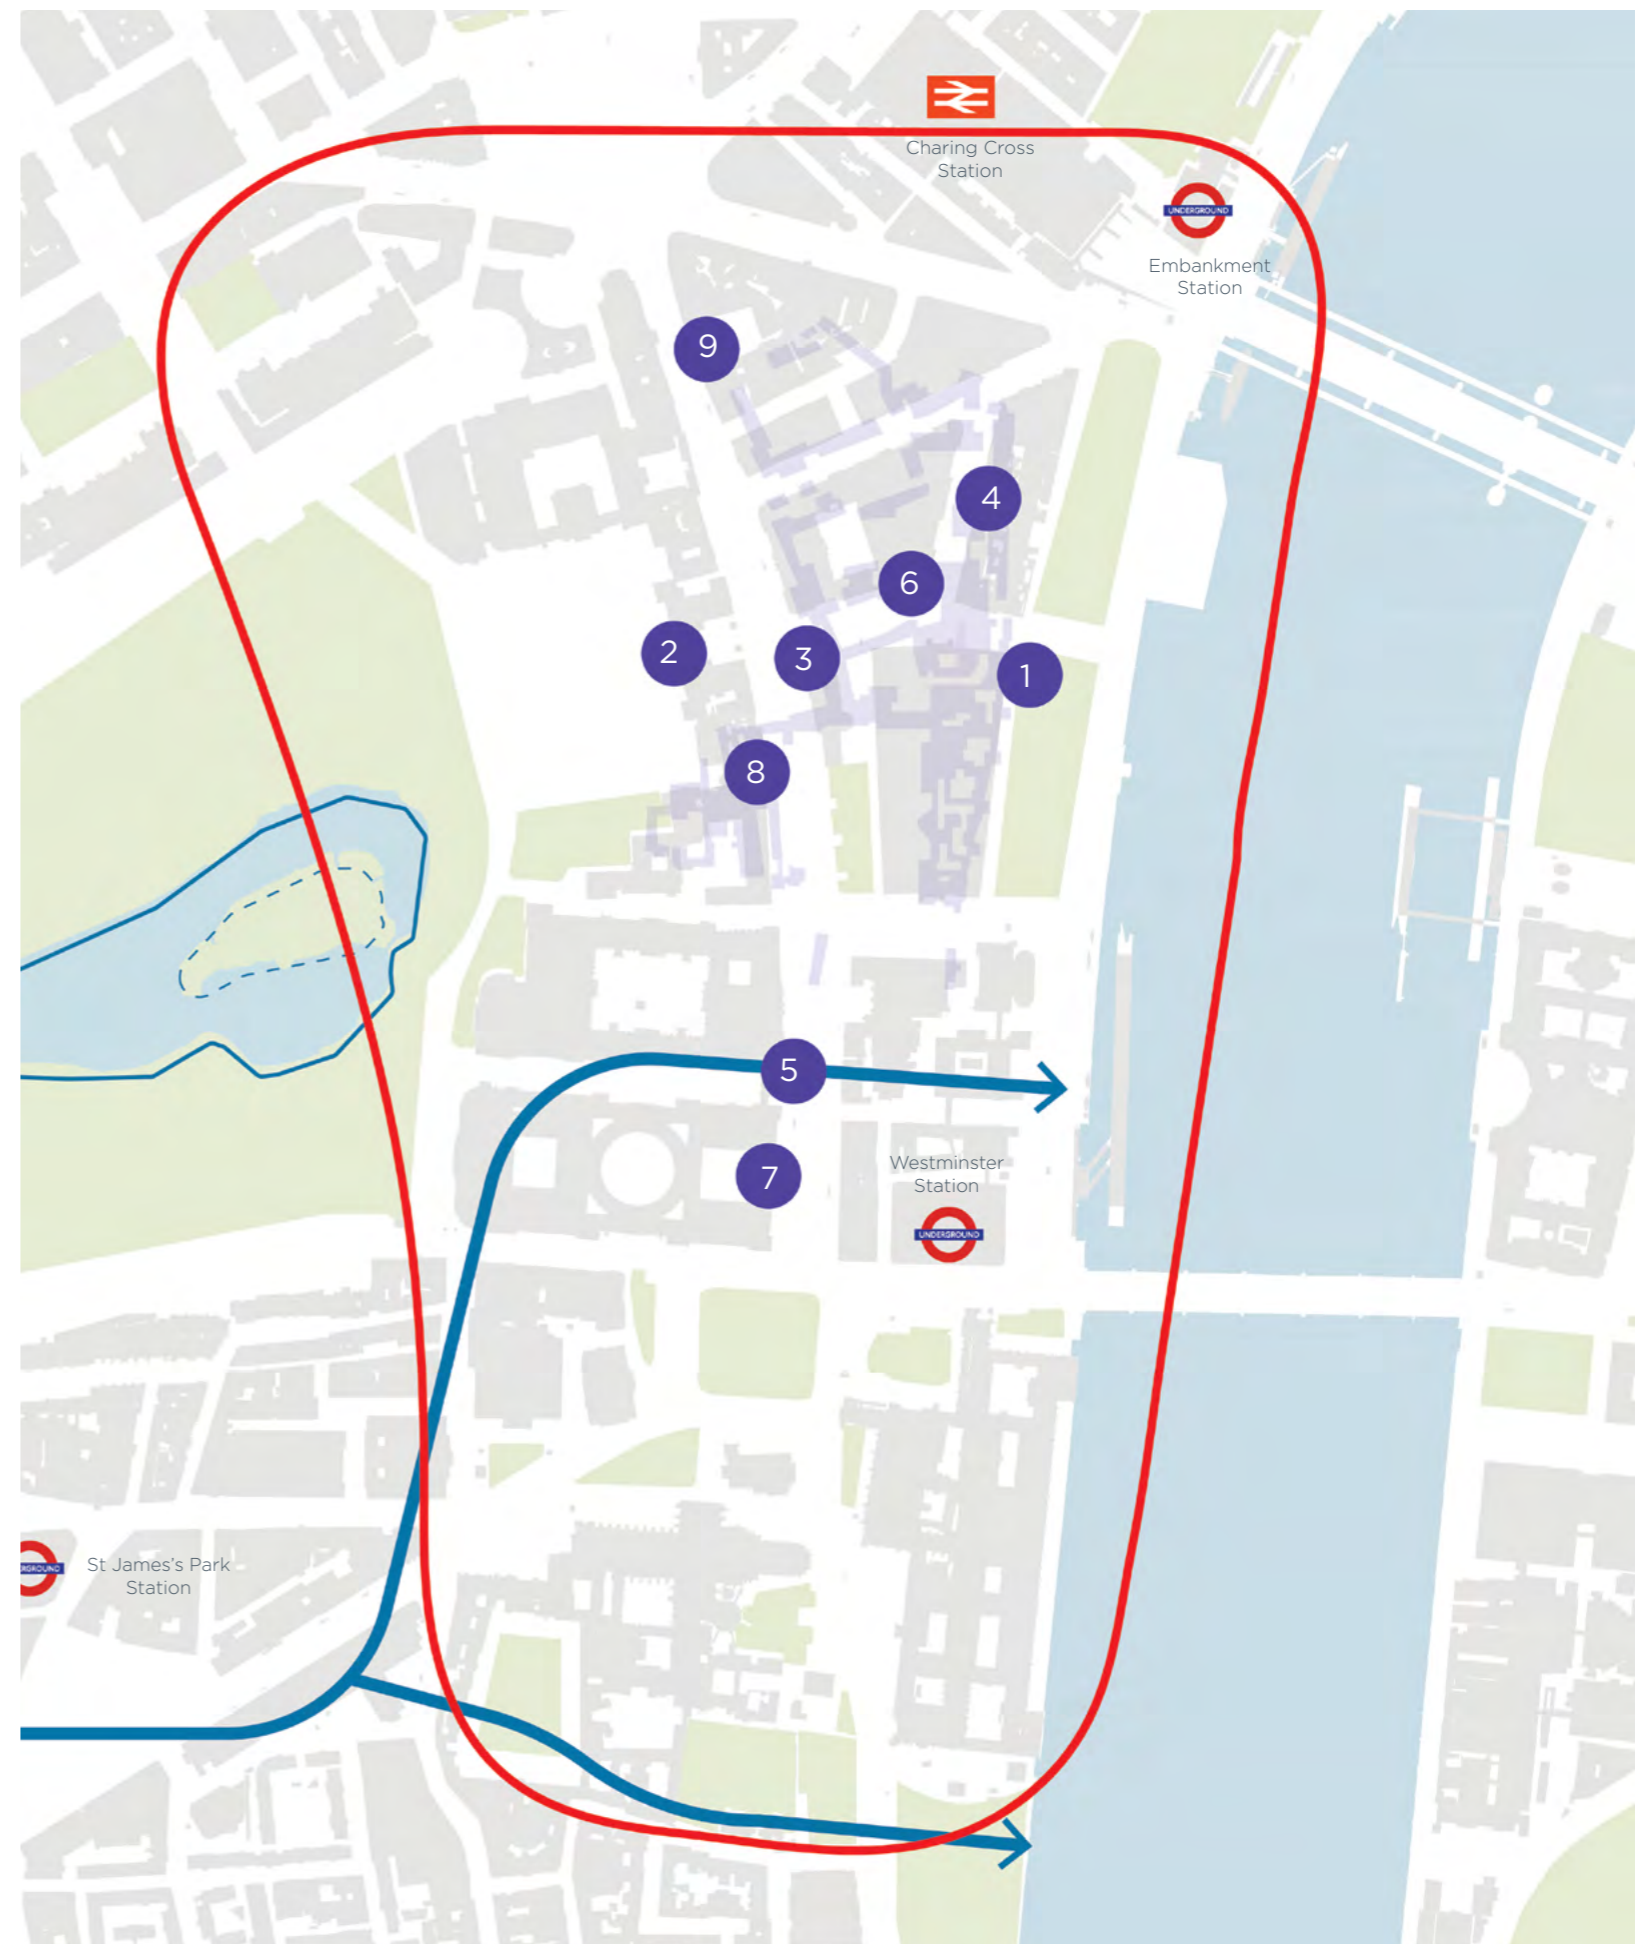 Charing Cross
Station
UNDERGROUND
Embankment
Station
9
4
6
2
3
1
8
5
7
Westminster
Station
UNDERGROUND
RGROUND
St James's Park
Station